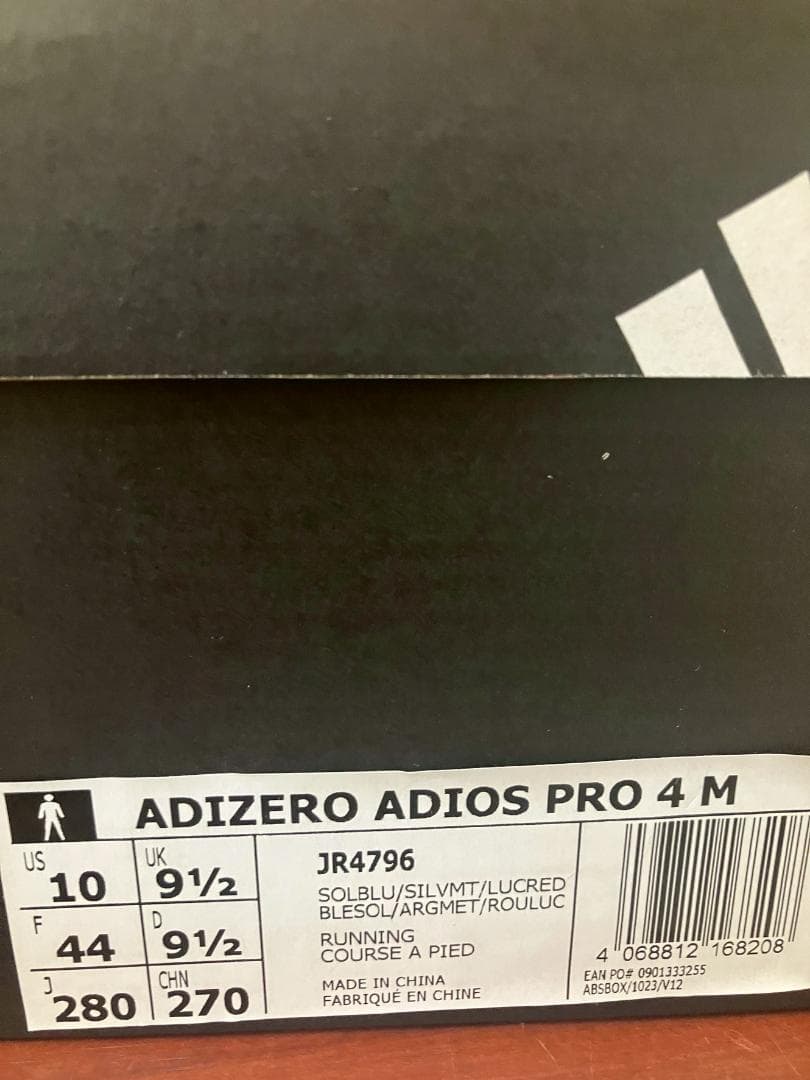 ADIZERO ADIOS PRO 4 M
US 10
UK 9½
F 44
D 9½
J 280
CHN 270
JR4796
SOLBLU/SILVMT/LUCRED
BLESOL/ARGMET/ROULUC
RUNNING
COURSE A PIED
MADE IN CHINA
FABRIQUÉ EN CHINE
4 068812 168208
EAN PO# 0901333255
ABSBOX/1023/V12